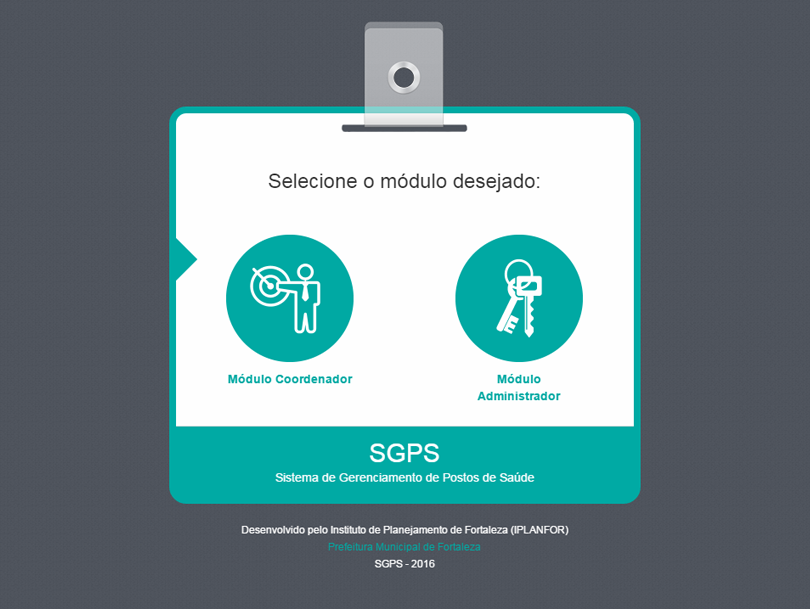 Selecione o módulo desejado:
Módulo Coordenador
Módulo
Administrador
SGPS
Sistema de Gerenciamento de Postos de Saúde
Desenvolvido pelo Instituto de Planejamento de Fortaleza (IPLANFOR)
Prefeitura Municipal de Fortaleza
SGPS - 2016